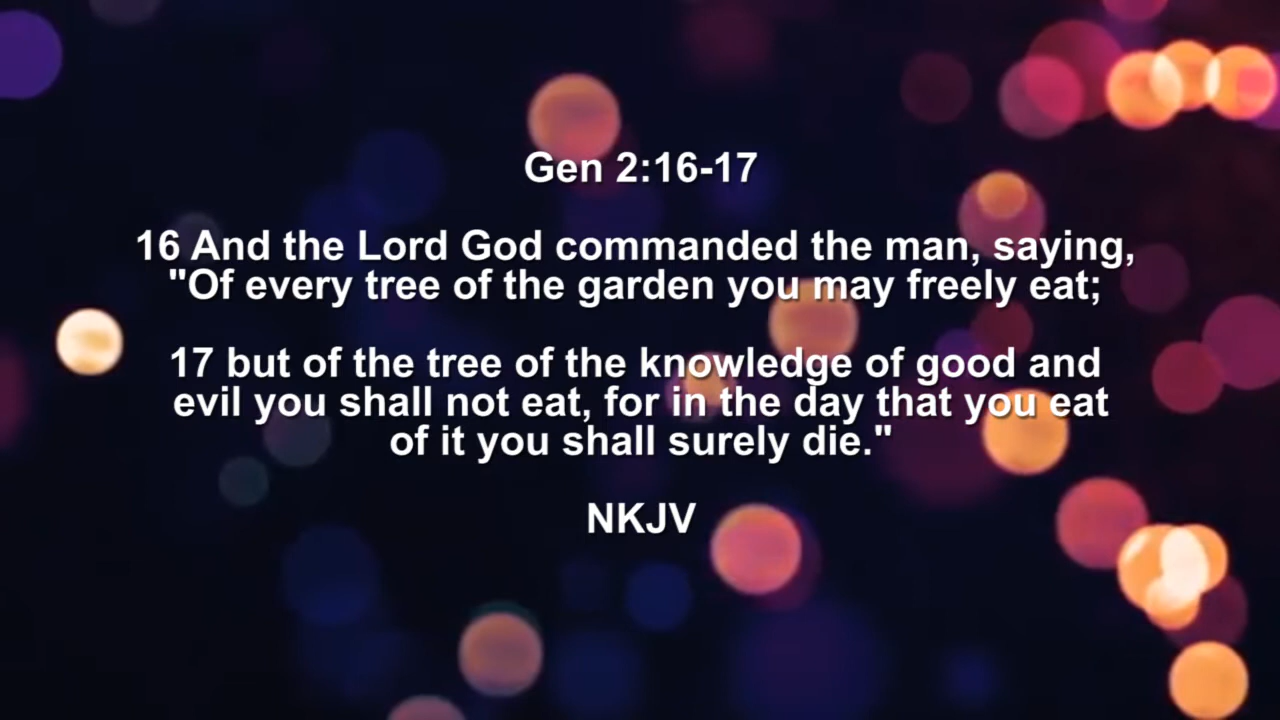 Gen 2:16-17
16 And the Lord God commanded the man, saying,
"Of every tree of the garden you may freely eat;
17 but of the tree of the knowledge of good and
evil you shall not eat, for in the day that you eat
of it you shall surely die."
NKJV